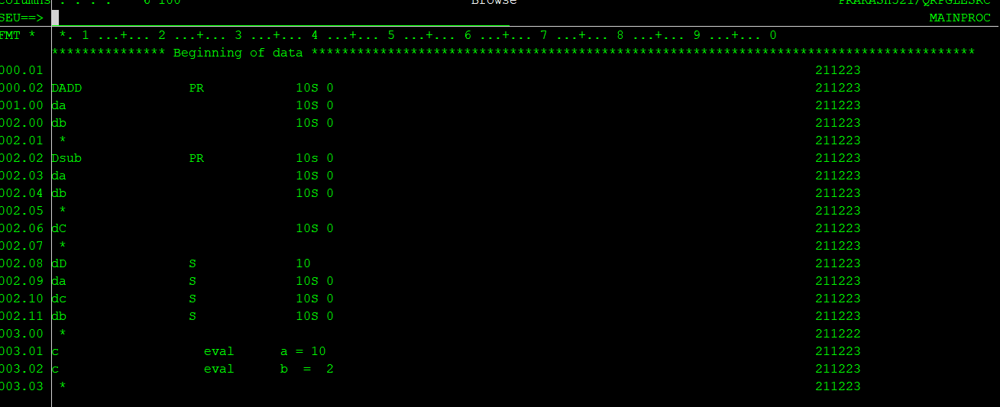 Columns . . . :    6 100                                      Browse                                          PRAKASHJ217/QRPGLESRC
SEU==>                                                                                                                    MAINPROC
FMT *  *. 1 ...+... 2 ...+... 3 ...+... 4 ...+... 5 ...+... 6 ...+... 7 ...+... 8 ...+... 9 ...+... 0
       *************** Beginning of data ****************************************************************************************
000.01                                                                                                     211223
000.02 DADD              PR            10S 0                                                               211223
001.00 da                              10S 0                                                               211223
002.00 db                              10S 0                                                               211223
002.01  *                                                                                                  211223
002.02 Dsub              PR            10s 0                                                               211223
002.03 da                              10S 0                                                               211223
002.04 db                              10S 0                                                               211223
002.05  *                                                                                                  211223
002.06 dC                              10S 0                                                               211223
002.07  *                                                                                                  211223
002.08 dD                S             10                                                                  211223
002.09 da                S             10S 0                                                               211223
002.10 dc                S             10S 0                                                               211223
002.11 db                S             10S 0                                                               211223
003.00  *                                                                                                  211222
003.01 c                   eval      a = 10                                                                211223
003.02 c                   eval      b  =  2                                                               211223
003.03  *                                                                                                  211223